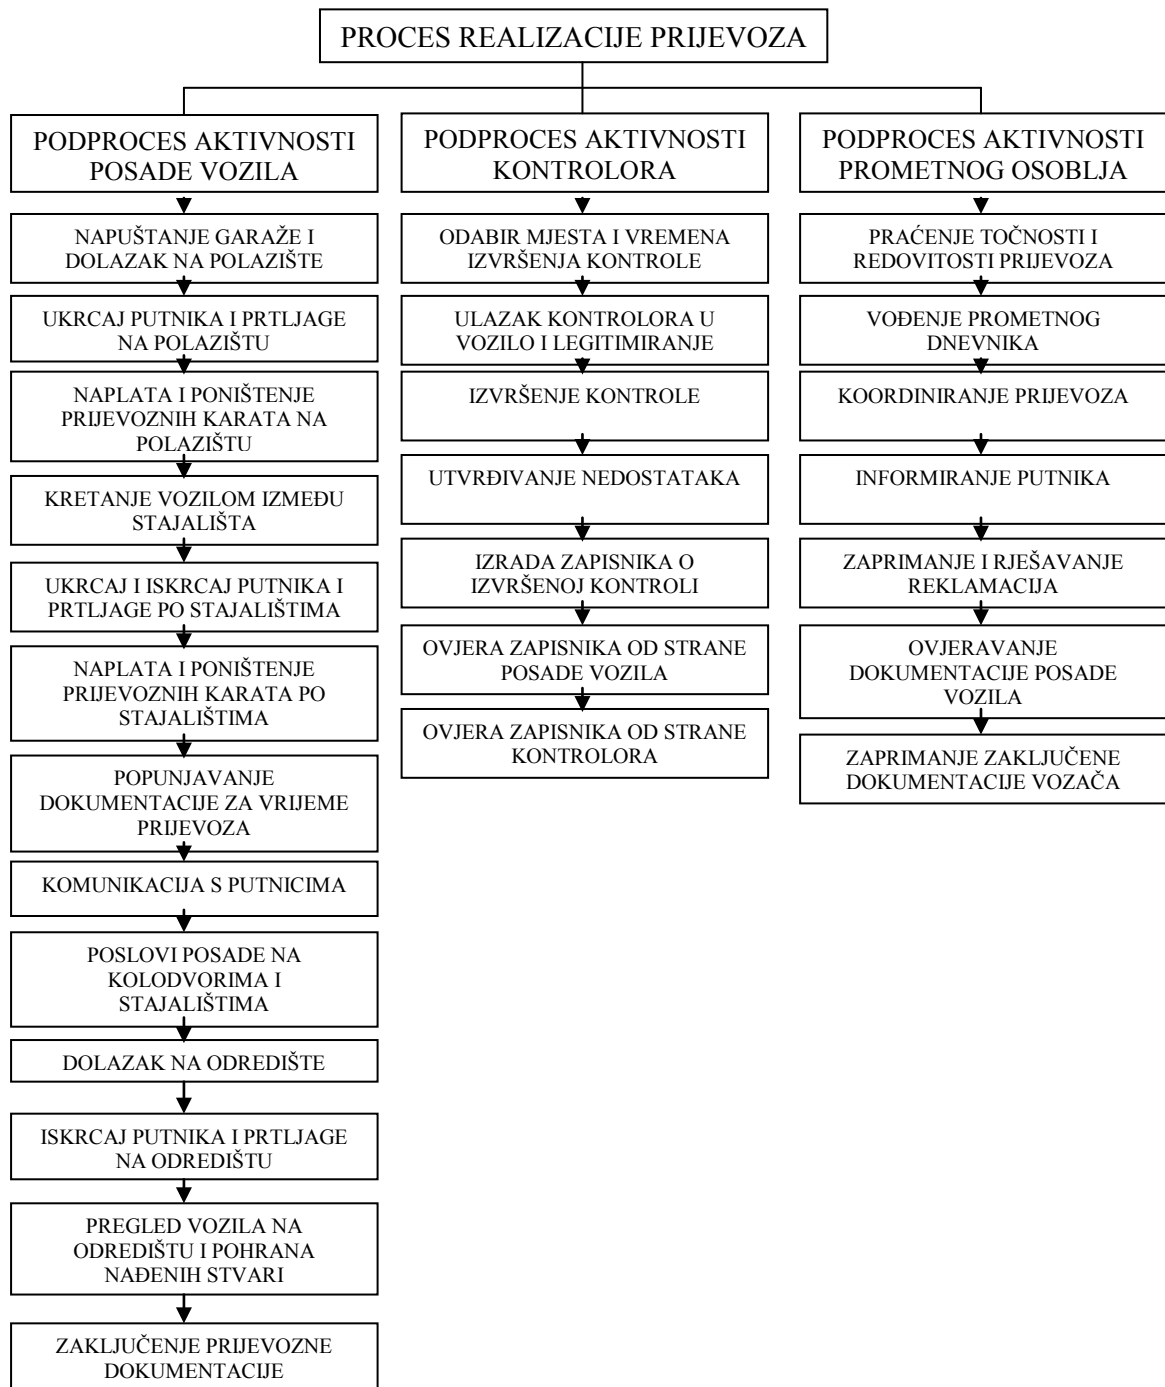 PROCES REALIZACIJE PRIJEVOZA
PODPROCES AKTIVNOSTI
POSADE VOZILA
NAPUŠTANJE GARAŽE I
DOLAZAK NA POLAZIŠTE
UKRCAJ PUTNIKA I PRTLJAGE
NA POLAZIŠTU
NAPLATA I PONIŠTENJE
PRIJEVOZNIH KARATA NA
POLAZIŠTU
KRETANJE VOZILOM IZMEĐU
STAJALIŠTA
UKRCAJ I ISKRCAJ PUTNIKA I
PRTLJAGE PO STAJALIŠTIMA
NAPLATA I PONIŠTENJE
PRIJEVOZNIH KARATA PO
STAJALIŠTIMA
POPUNJAVANJE
DOKUMENTACIJE ZA VRIJEME
PRIJEVOZA
KOMUNIKACIJA S PUTNICIMA
POSLOVI POSADE NA
KOLODVORIMA I
STAJALIŠTIMA
DOLAZAK NA ODREDIŠTE
ISKRCAJ PUTNIKA I PRTLJAGE
NA ODREDIŠTU
PREGLED VOZILA NA
ODREDIŠTU I POHRANA
NAĐENIH STVARI
ZAKLJUČENJE PRIJEVOZNE
DOKUMENTACIJE
PODPROCES AKTIVNOSTI
KONTROLORA
ODABIR MJESTA I VREMENA
IZVRŠENJA KONTROLE
ULAZAK KONTROLORA U
VOZILO I LEGITIMIRANJE
IZVRŠENJE KONTROLE
UTVRĐIVANJE NEDOSTATAKA
IZRADA ZAPISNIKA O
IZVRŠENOJ KONTROLI
OVJERA ZAPISNIKA OD STRANE
POSADE VOZILA
OVJERA ZAPISNIKA OD STRANE
KONTROLORA
PODPROCES AKTIVNOSTI
PROMETNOG OSOBLJA
PRAĆENJE TOČNOSTI I
REDOVITOSTI PRIJEVOZA
VOĐENJE PROMETNOG
DNEVNIKA
KOORDINIRANJE PRIJEVOZA
INFORMIRANJE PUTNIKA
ZAPRIMANJE I RJEŠAVANJE
REKLAMACIJA
OVJERAVANJE
DOKUMENTACIJE POSADE
VOZILA
ZAPRIMANJE ZAKLJUČENE
DOKUMENTACIJE VOZAČA